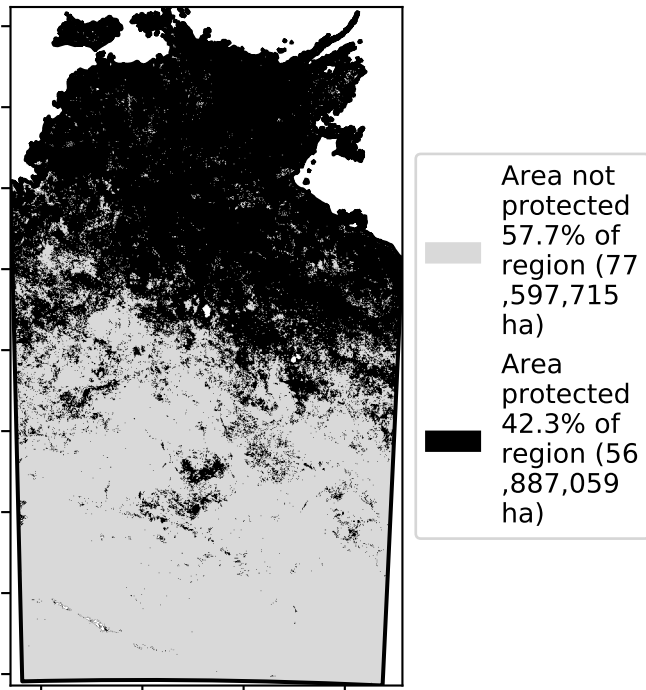 Area not
protected
57.7% of
region (77
,597,715
ha)
Area
protected
42.3% of
region (56
,887,059
ha)